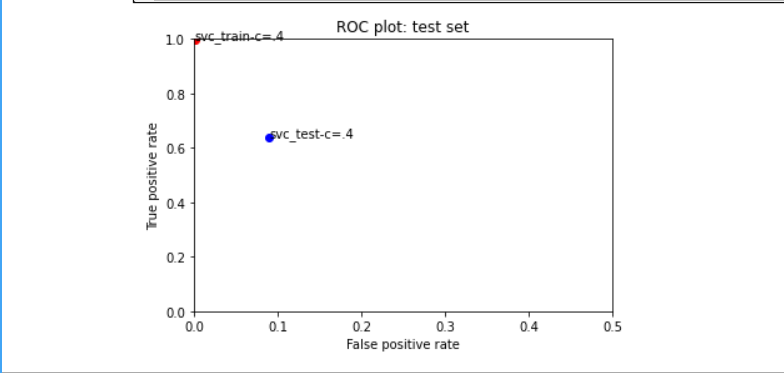 ROC plot: test set
svc_train-c=.4
svc_test-c=.4
True positive rate
1.0
0.8
0.6
0.4
0.2
0.0
0.0 0.1 0.2 0.3 0.4 0.5
False positive rate